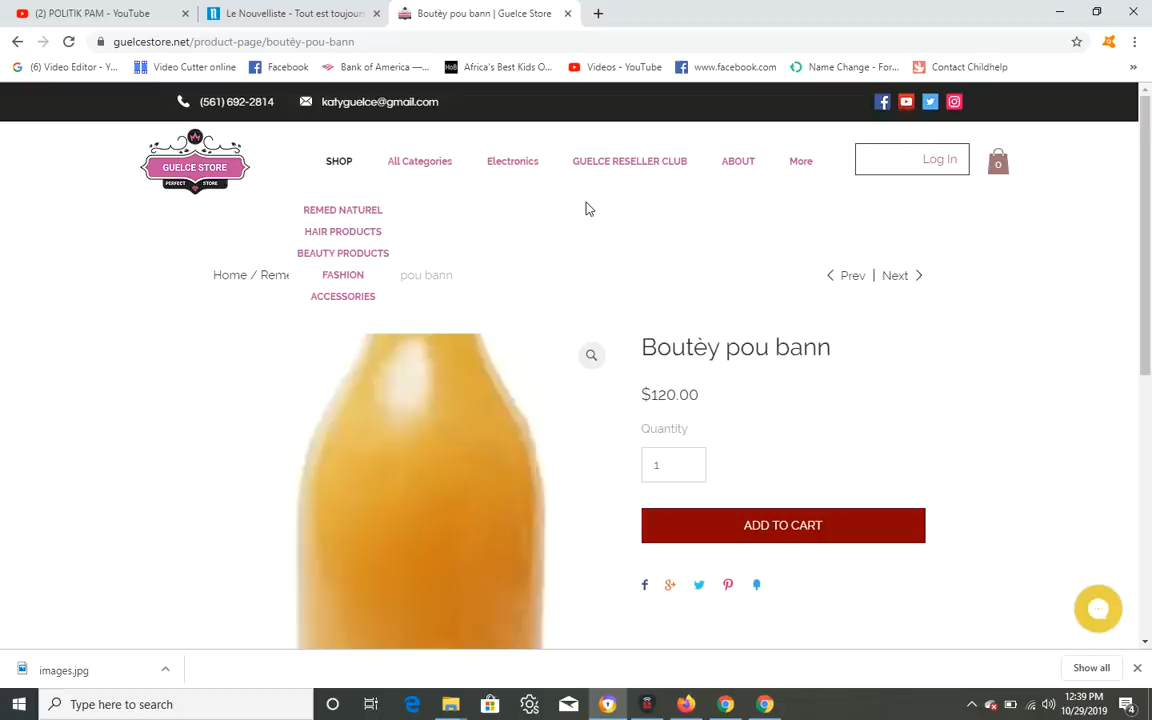 (2) POLITIK PAM - YouTube
Le Nouvelliste - Tout est toujours
Boutèy pou bann | Guelce Store
guelcestore.net/product-page/boutèy-pou-bann
(6) Video Editor - Y...
Video Cutter online
Facebook
Bank of America —...
Africa's Best Kids O...
Videos - YouTube
www.facebook.com
Name Change - For...
Contact Childhelp
(561) 692-2814
katyguelce@gmail.com
GUELCE STORE
PERFECT STORE
SHOP
All Categories
Electronics
GUELCE RESELLER CLUB
ABOUT
More
Log In
0
REMED NATUREL
HAIR PRODUCTS
BEAUTY PRODUCTS
FASHION
ACCESSORIES
Home / Reme
pou bann
Prev | Next
Boutèy pou bann
$120.00
Quantity
1
ADD TO CART
images.jpg
Show all
Type here to search
12:39 PM
10/29/2019
4